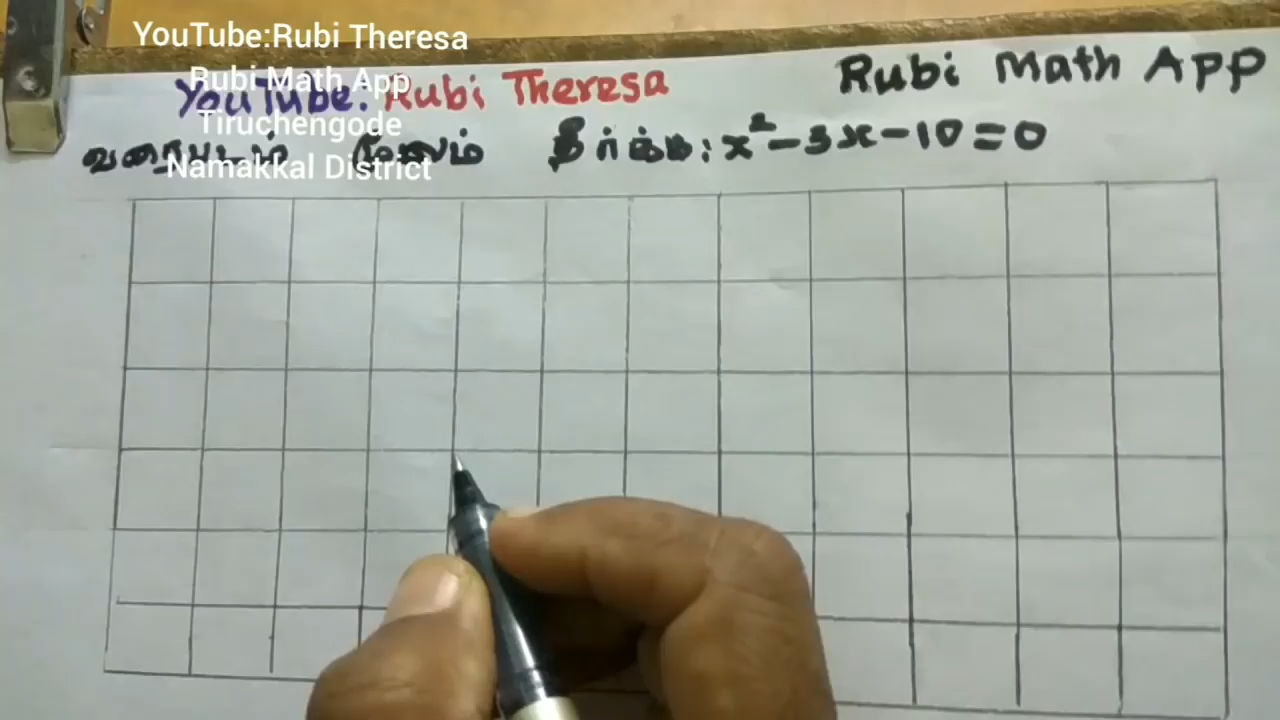 YouTube:Rubi Theresa
Rubi Math App
Tiruchengode
Namakkal District
YouTube: Rubi Theresa
Rubi Math App
வரைபடம் மூலம் தீர்க்க: x² - 3x - 10 = 0